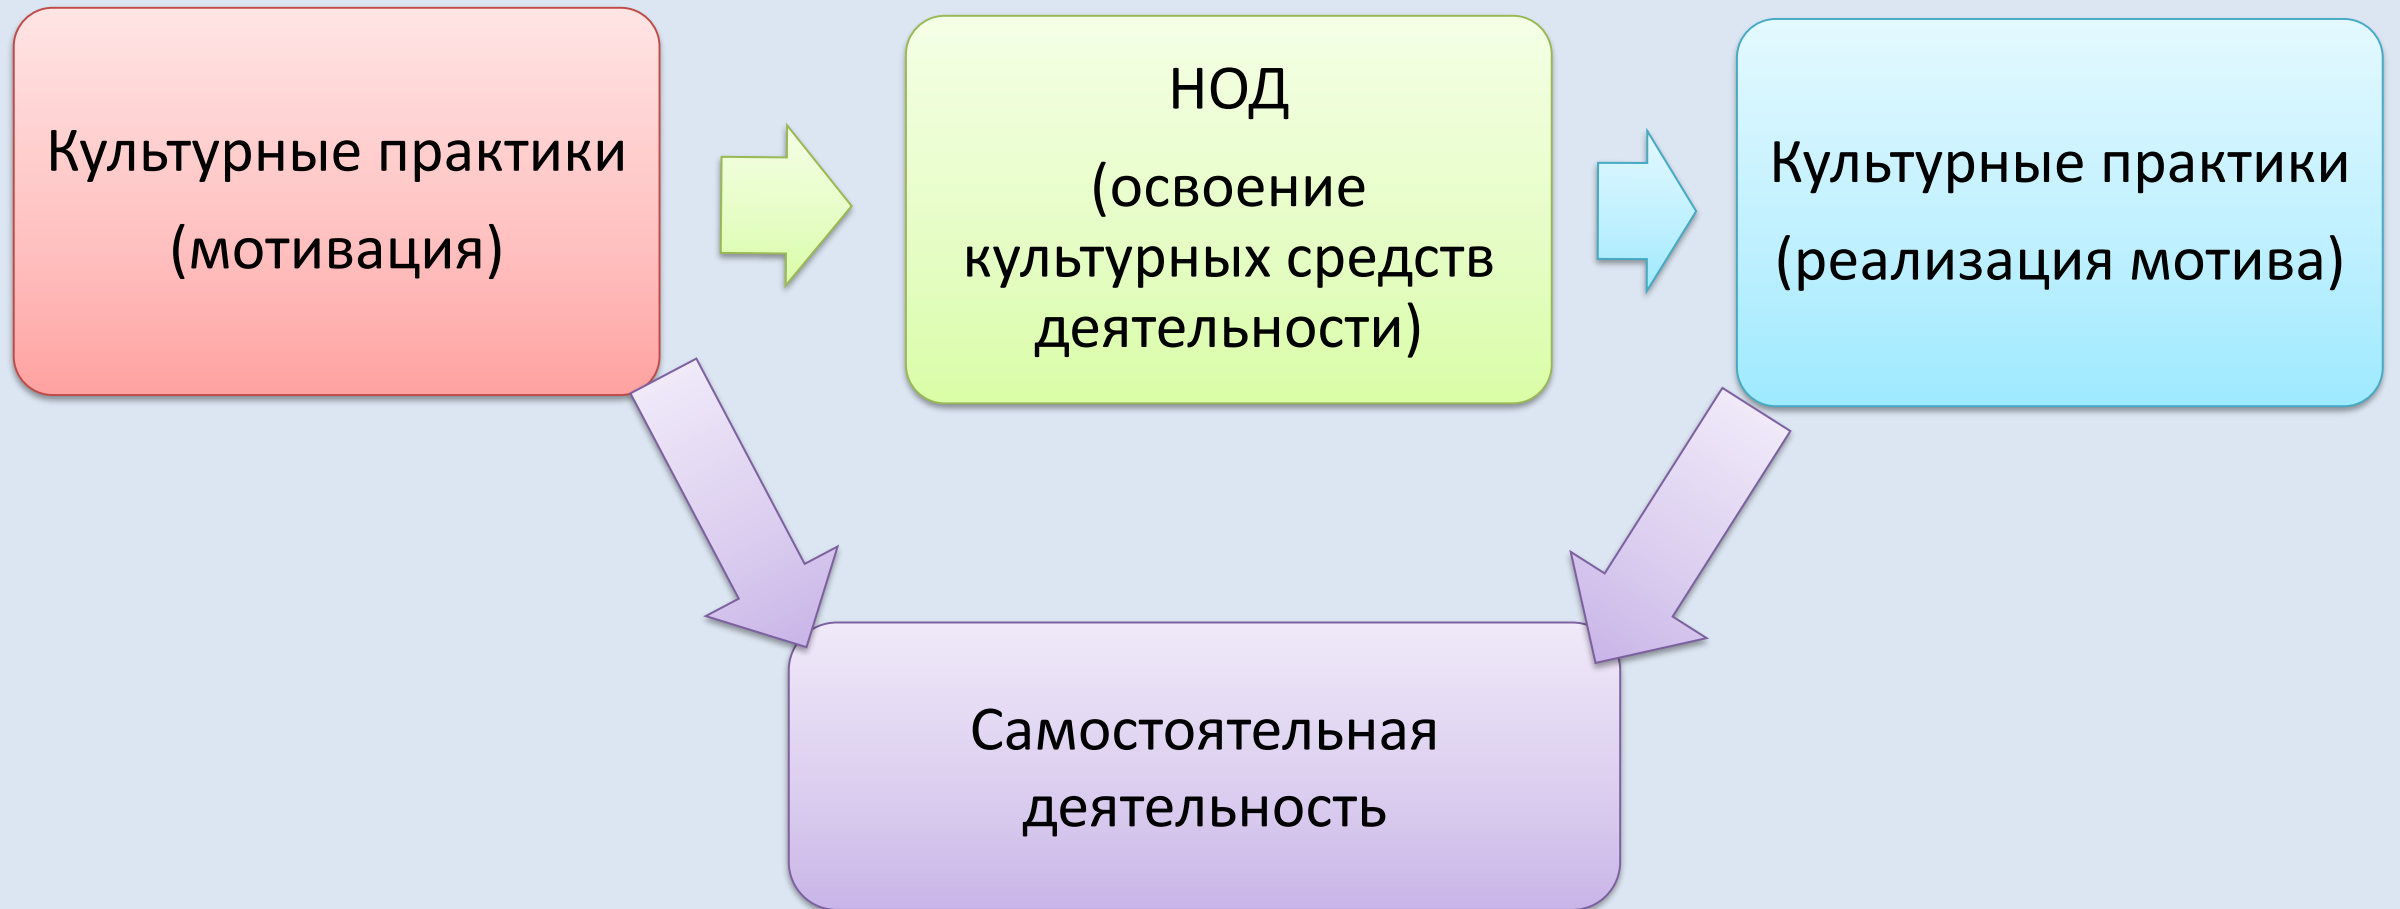 Культурные практики
(мотивация)
НОД
(освоение
культурных средств
деятельности)
Культурные практики
(реализация мотива)
Самостоятельная
деятельность